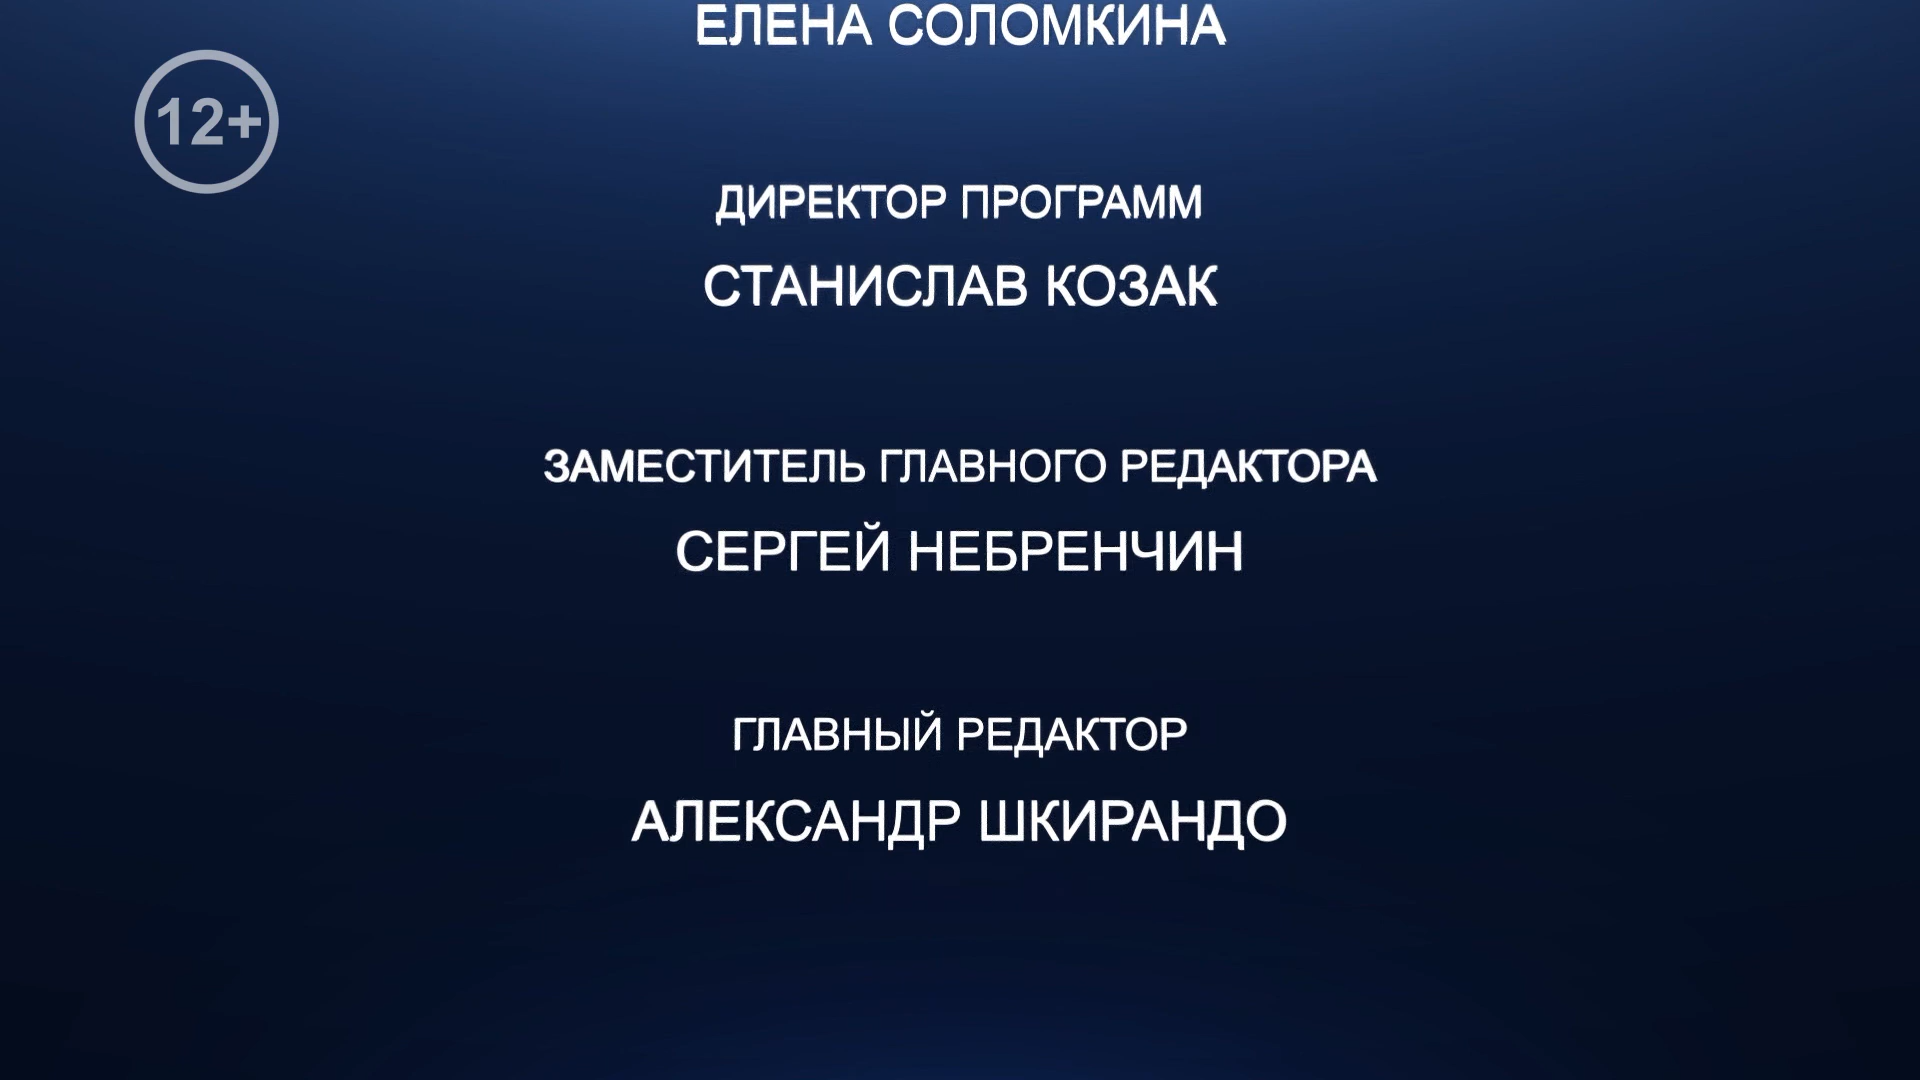 ЕЛЕНА СОЛОМКИНА
12+
ДИРЕКТОР ПРОГРАММ
СТАНИСЛАВ КОЗАК
ЗАМЕСТИТЕЛЬ ГЛАВНОГО РЕДАКТОРА
СЕРГЕЙ НЕБРЕНЧИН
ГЛАВНЫЙ РЕДАКТОР
АЛЕКСАНДР ШКИРАНДО